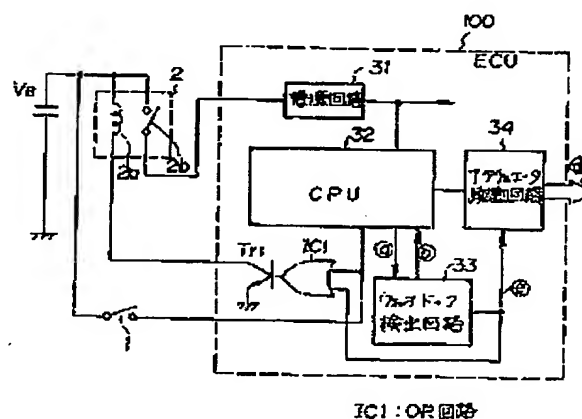 100
ECU
VB
2
31
電源回路
2a
2b
32
CPU
34
アクチュエータ
駆動回路
ⓓ
Tr1
IC1
ⓐ
ⓑ
33
ⓒ
ウォッチドッグ
検出回路
1
IC1:OR回路